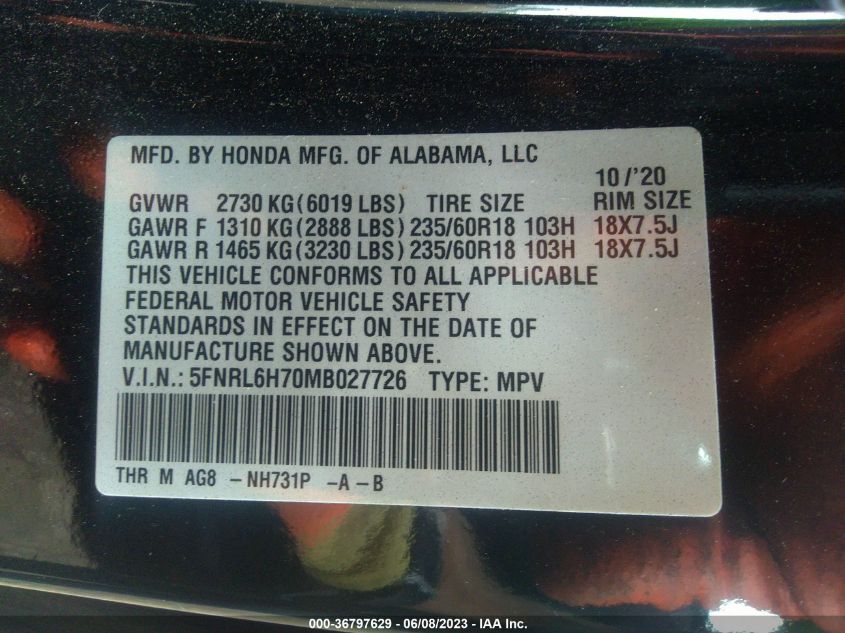 MFD. BY HONDA MFG. OF ALABAMA, LLC
10/'20
GVWR 2730 KG (6019 LBS) TIRE SIZE RIM SIZE
GAWR F 1310 KG (2888 LBS) 235/60R18 103H 18X7.5J
GAWR R 1465 KG (3230 LBS) 235/60R18 103H 18X7.5J
THIS VEHICLE CONFORMS TO ALL APPLICABLE
FEDERAL MOTOR VEHICLE SAFETY
STANDARDS IN EFFECT ON THE DATE OF
MANUFACTURE SHOWN ABOVE.
V.I.N.: 5FNRL6H70MB027726 TYPE: MPV
THR M AG8 - NH731P -A - B
000-36797629 - 06/08/2023 - IAA Inc.